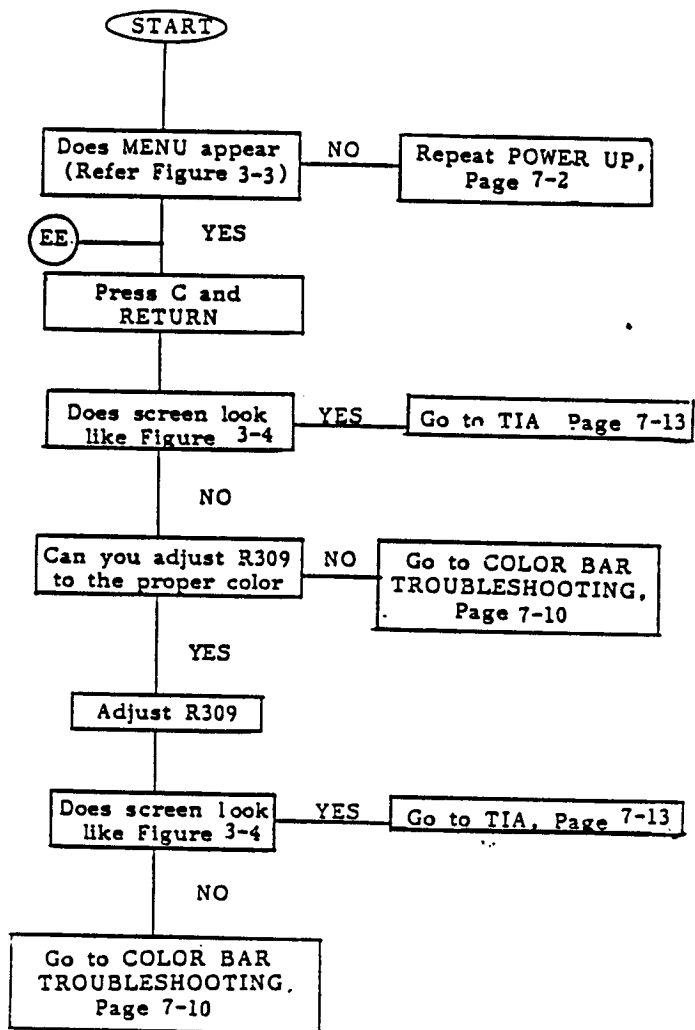 START
Does MENU appear
(Refer Figure 3-3)
NO
Repeat POWER UP,
Page 7-2
EE
YES
Press C and
RETURN
Does screen look
like Figure 3-4
YES
Go to TIA Page 7-13
NO
Can you adjust R309
to the proper color
NO
Go to COLOR BAR
TROUBLESHOOTING,
Page 7-10
YES
Adjust R309
Does screen look
like Figure 3-4
YES
Go to TIA, Page 7-13
NO
Go to COLOR BAR
TROUBLESHOOTING,
Page 7-10